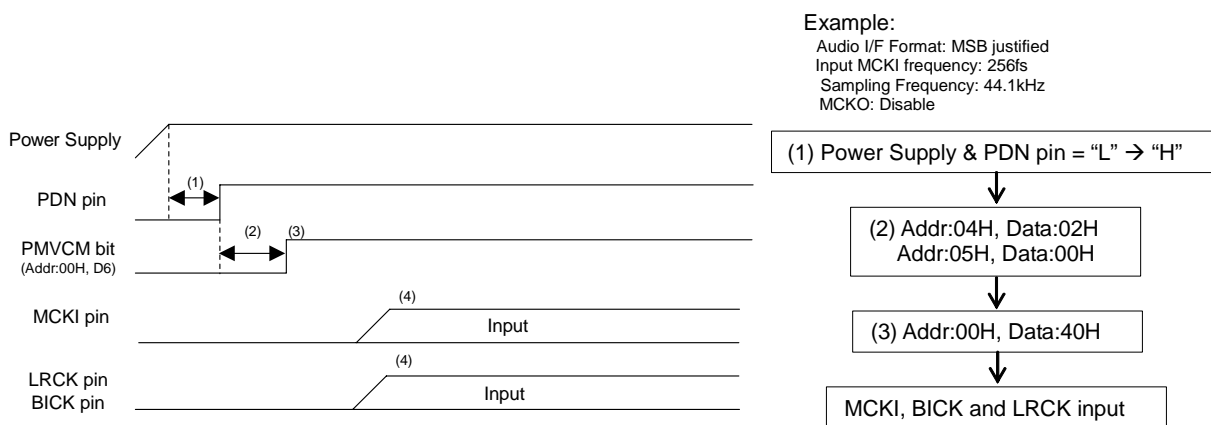 Example:
Audio I/F Format: MSB justified
Input MCKI frequency: 256fs
Sampling Frequency: 44.1kHz
MCKO: Disable
Power Supply
(1)
PDN pin
(2)
(3)
PMVCM bit
(Addr:00H, D6)
(4)
MCKI pin
Input
(4)
LRCK pin
BICK pin
Input
(1) Power Supply & PDN pin = “L” → “H”
(2) Addr:04H, Data:02H
Addr:05H, Data:00H
(3) Addr:00H, Data:40H
MCKI, BICK and LRCK input